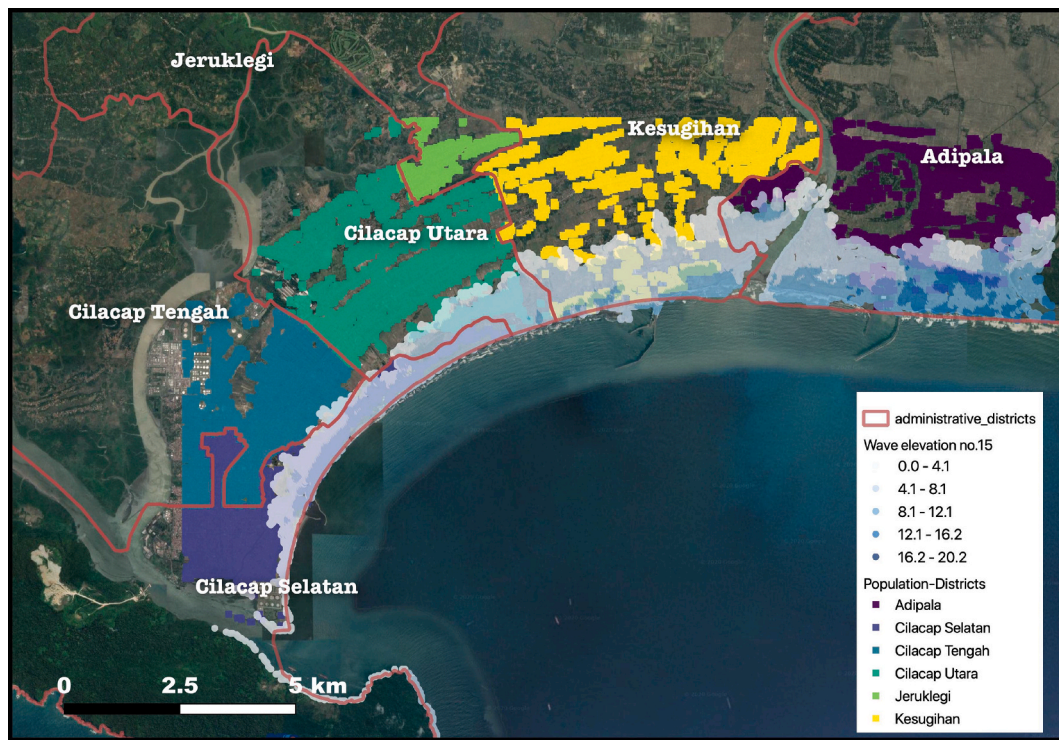 Jeruklegi
Kesugihan
Adipala
Cilacap Utara
Cilacap Tengah
Cilacap Selatan
0 2.5 5 km
administrative_districts
Wave elevation no.15
0.0 - 4.1
4.1 - 8.1
8.1 - 12.1
12.1 - 16.2
16.2 - 20.2
Population-Districts
Adipala
Cilacap Selatan
Cilacap Tengah
Cilacap Utara
Jeruklegi
Kesugihan